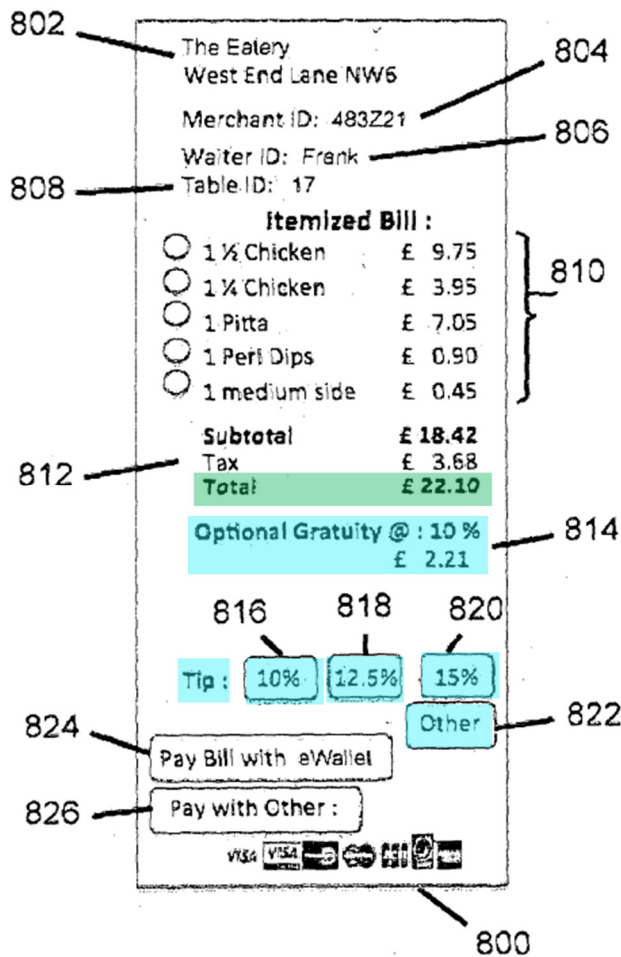 802
The Eatery
West End Lane NW6
804
Merchant ID: 483Z21
806
Waiter ID: Frank
808
Table ID: 17
Itemized Bill :
1 ½ Chicken £ 9.75
1 ¼ Chicken £ 3.95
810
1 Pitta £ 7.05
1 Peri Dips £ 0.90
1 medium side £ 0.45
Subtotal £ 18.42
812
Tax £ 3.68
Total £ 22.10
Optional Gratuity @ : 10 %
814
£ 2.21
816 818 820
Tip : 10% 12.5% 15%
822
Other
824
Pay Bill with eWallet
826
Pay with Other :
VISA VISA
800